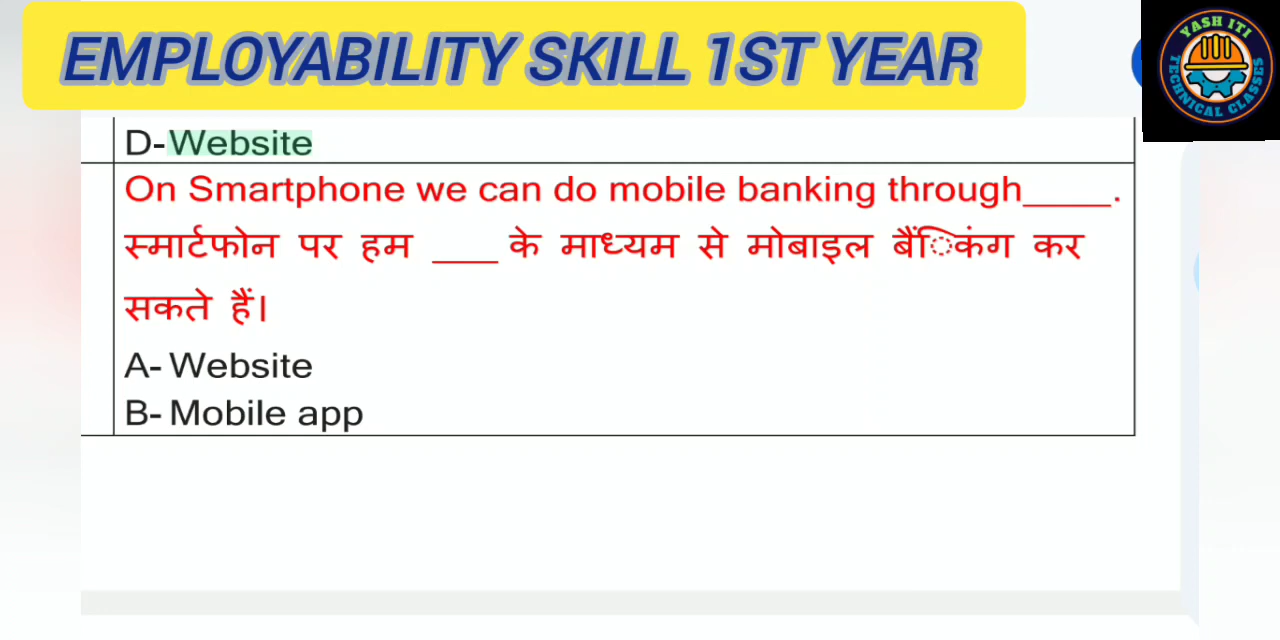 EMPLOYABILITY SKILL 1ST YEAR
YASH ITI
TECHNICAL CLASSES
D-Website
On Smartphone we can do mobile banking through_____.
स्मार्टफोन पर हम ____ के माध्यम से मोबाइल बैंिकंग कर
सकते हैं।
A- Website
B- Mobile app